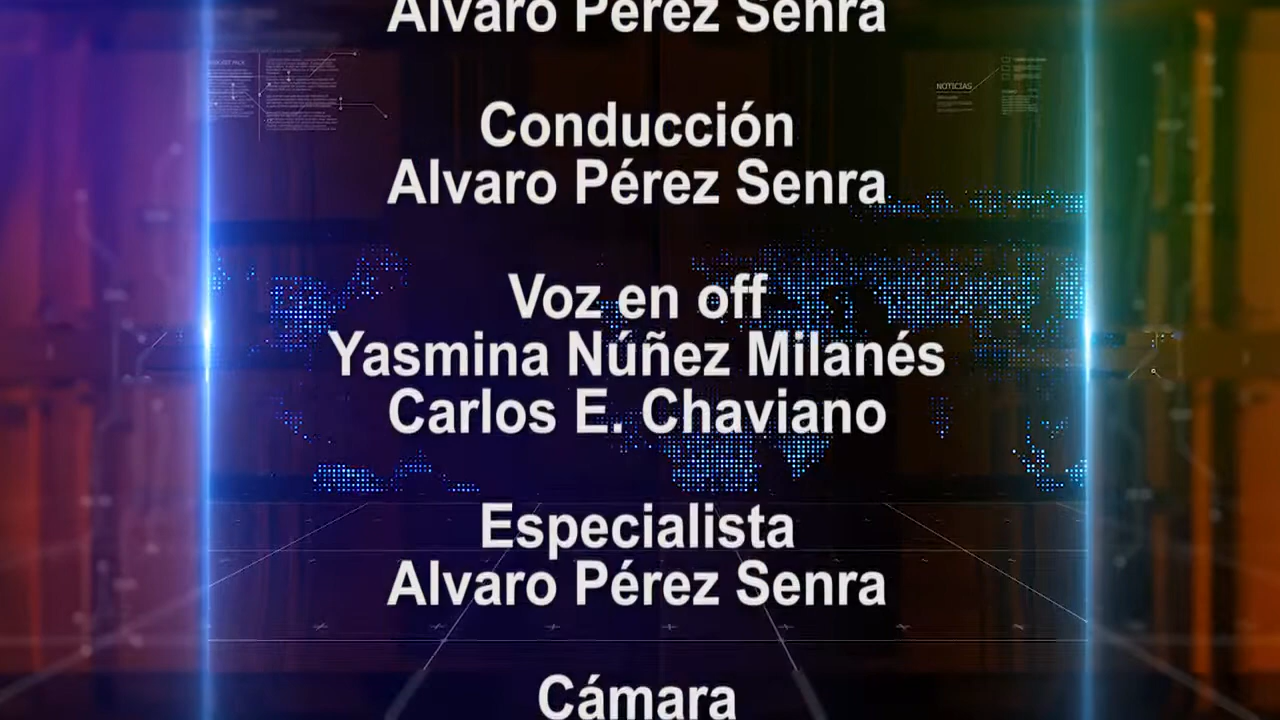 Alvaro Pérez Senra
Conducción
Alvaro Pérez Senra
Voz en off
Yasmina Núñez Milanés
Carlos E. Chaviano
Especialista
Alvaro Pérez Senra
Cámara
NOTICIAS